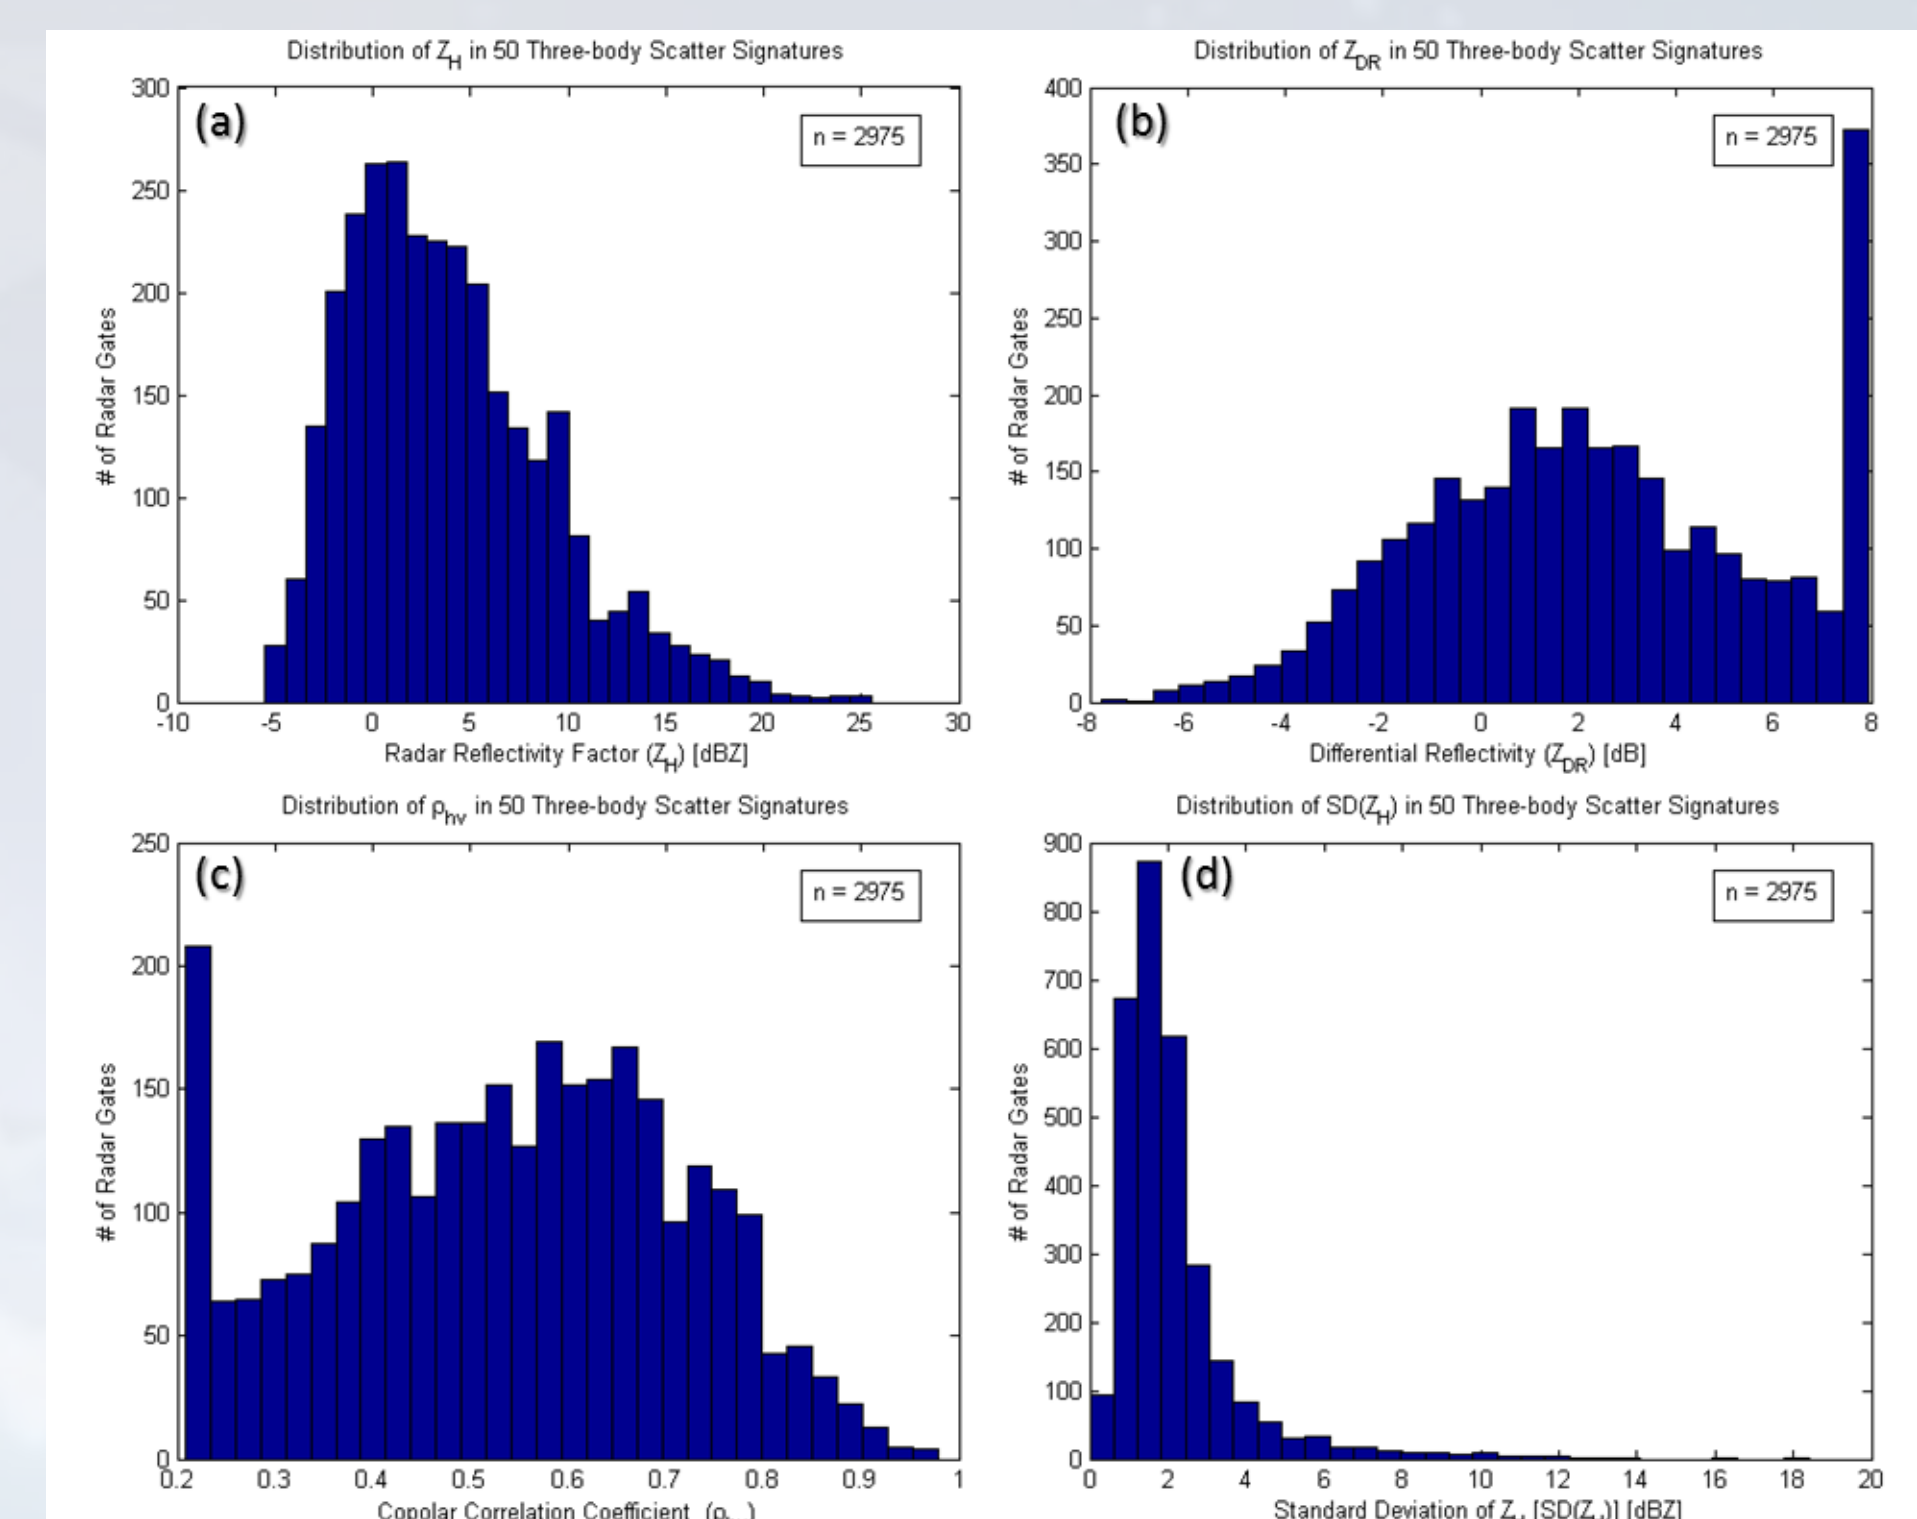 Distribution of Z_H in 50 Three-body Scatter Signatures
(a)
n = 2975
300
250
200
150
100
50
0
# of Radar Gates
-10 -5 0 5 10 15 20 25 30
Radar Reflectivity Factor (Z_H) [dBZ]
Distribution of Z_DR in 50 Three-body Scatter Signatures
(b)
n = 2975
400
350
300
250
200
150
100
50
0
# of Radar Gates
-8 -6 -4 -2 0 2 4 6 8
Differential Reflectivity (Z_DR) [dB]
Distribution of ρ_hv in 50 Three-body Scatter Signatures
(c)
n = 2975
250
200
150
100
50
0
# of Radar Gates
0.2 0.3 0.4 0.5 0.6 0.7 0.8 0.9 1
Copolar Correlation Coefficient (ρ
Distribution of SD(Z_H) in 50 Three-body Scatter Signatures
(d)
n = 2975
900
800
700
600
500
400
300
200
100
0
# of Radar Gates
0 2 4 6 8 10 12 14 16 18 20
Standard Deviation of Z [SD(Z )] [dBZ]